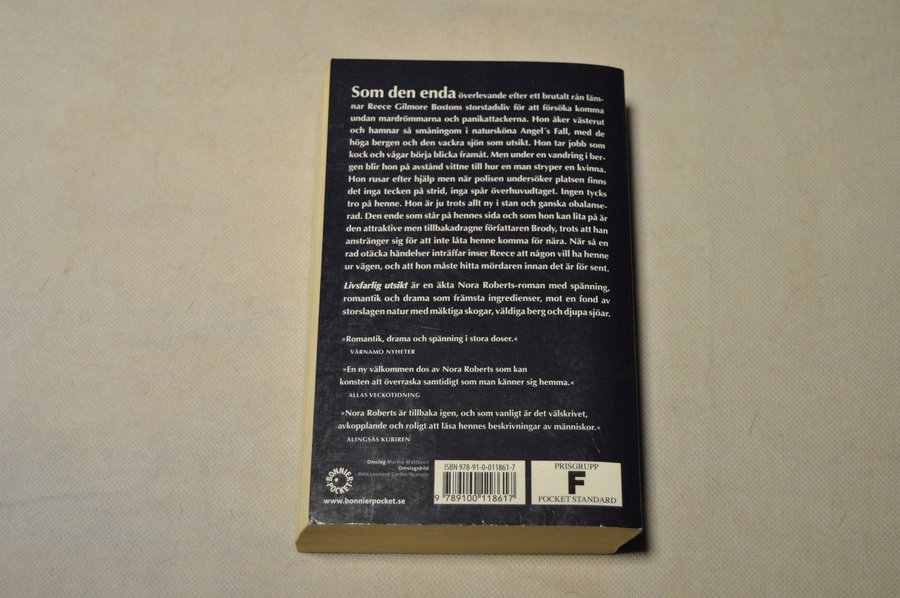 Som den enda överlevande efter ett brutalt rån läm-
nar Reece Gilmore Bostons storstadsliv för att försöka komma
undan mardrömmarna och panikattackerna. Hon åker västerut
och hamnar så småningom i natursköna Angel´s Fall, med de
höga bergen och den vackra sjön som utsikt. Hon tar jobb som
kock och vågar börja blicka framåt. Men under en vandring i ber-
gen blir hon på avstånd vittne till hur en man stryper en kvinna.
Hon rusar efter hjälp men när polisen undersöker platsen finns
det inga tecken på strid, inga spår överhuvudtaget. Ingen tycks
tro på henne. Hon är ju trots allt ny i stan och ganska obalanse-
rad. Den ende som står på hennes sida och som hon kan lita på är
den attraktive men tillbakadragne författaren Brody, trots att han
anstränger sig för att inte låta henne komma för nära. När så en
rad otäcka händelser inträffar inser Reece att någon vill ha henne
ur vägen, och att hon måste hitta mördaren innan det är för sent.
Livsfarlig utsikt är en äkta Nora Roberts-roman med spänning,
romantik och drama som främsta ingredienser, mot en fond av
storslagen natur med mäktiga skogar, väldiga berg och djupa sjöar.
»Romantik, drama och spänning i stora doser.«
VÄRNAMO NYHETER
»En ny välkommen dos av Nora Roberts som kan
konsten att överraska samtidigt som man känner sig hemma.«
ALLAS VECKOTIDNING
»Nora Roberts är tillbaka igen, och som vanligt är det välskrivet,
avkopplande och roligt att läsa hennes beskrivningar av människor.«
ALINGSÅS KURIREN
Omslag Marina Mattsson
Omslagsbild
Pete Leonard/Corbis/Scanpix
BONNIER
POCKET
www.bonnierpocket.se
ISBN 978-91-0-011861-7
9 789100 118617
PRISGRUPP
F
POCKET STANDARD